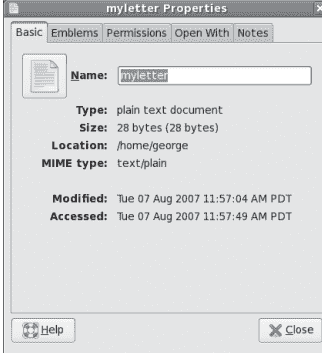 myletter Properties
Basic Emblems Permissions Open With Notes
Name: myletter
Type: plain text document
Size: 28 bytes (28 bytes)
Location: /home/george
MIME type: text/plain
Modified: Tue 07 Aug 2007 11:57:04 AM PDT
Accessed: Tue 07 Aug 2007 11:57:49 AM PDT
Help Close